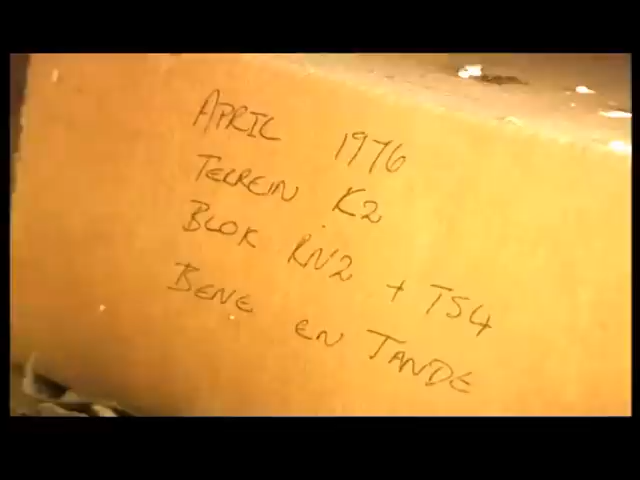 APRIL 1976
TERREIN K2
BLOK RN2 + TS4
BENE EN TANDE